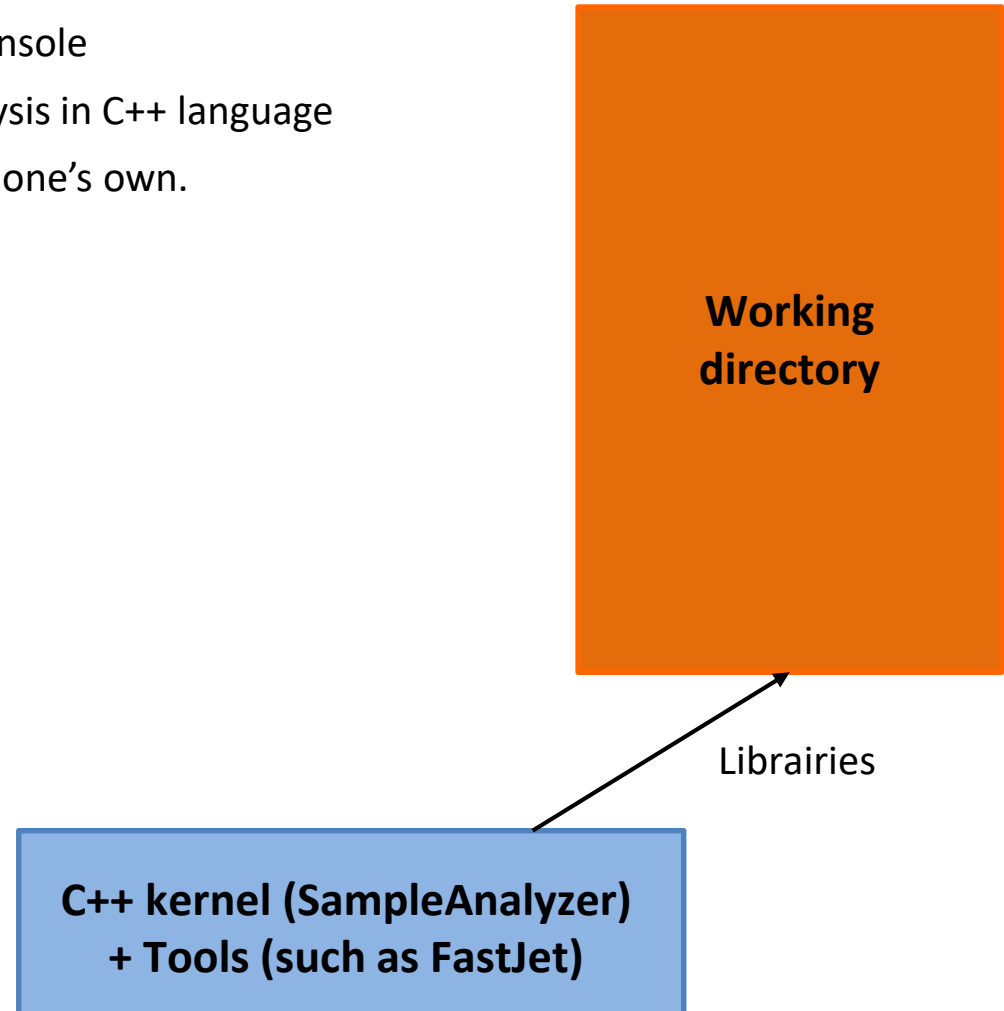 nsole
ysis in C++ language
one’s own.
Working
directory
Librairies
C++ kernel (SampleAnalyzer)
+ Tools (such as FastJet)